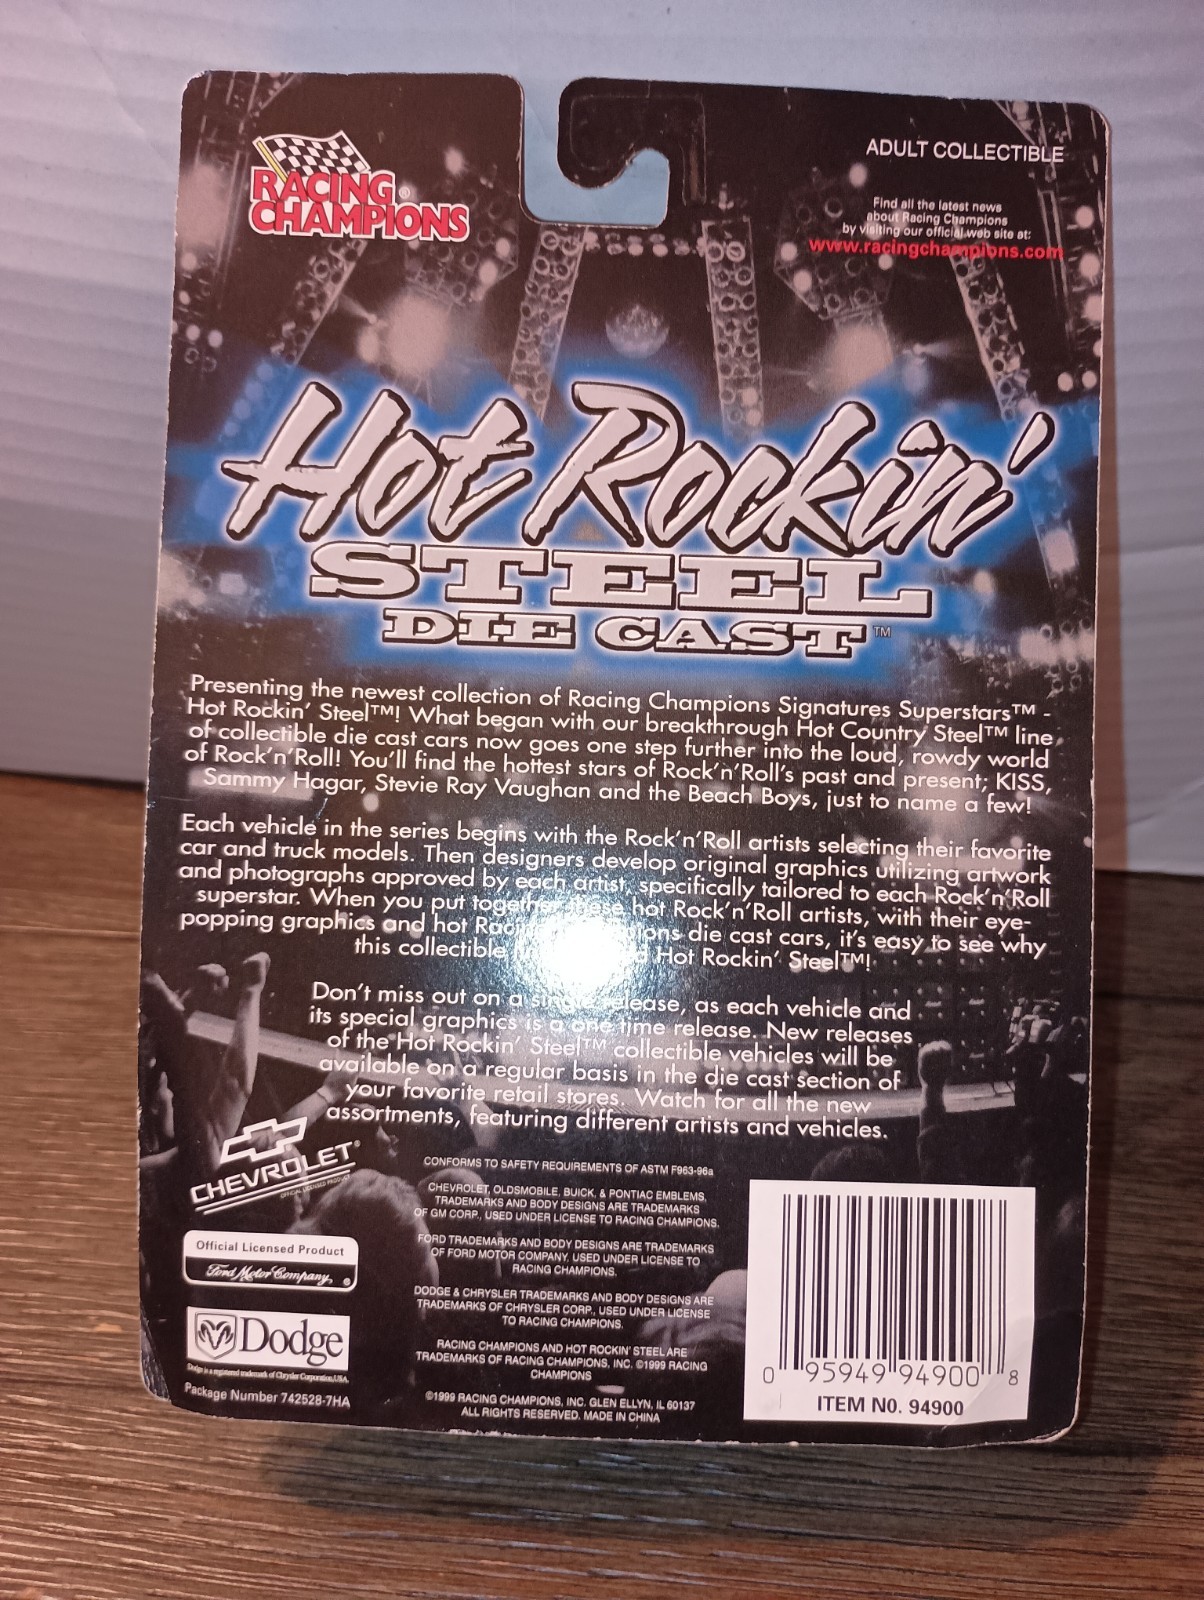 RACING®
CHAMPIONS
ADULT COLLECTIBLE
Find all the latest news
about Racing Champions
by visiting our official web site at:
www.racingchampions.com
Hot Rockin'
STEEL
DIE CAST™
Presenting the newest collection of Racing Champions Signatures Superstars™ -
Hot Rockin' Steel™! What began with our breakthrough Hot Country Steel™ line
of collectible die cast cars now goes one step further into the loud, rowdy world
of Rock'n'Roll! You'll find the hottest stars of Rock'n'Roll's past and present; KISS,
Sammy Hagar, Stevie Ray Vaughan and the Beach Boys, just to name a few!
Each vehicle in the series begins with the Rock'n'Roll artists selecting their favorite
car and truck models. Then designers develop original graphics utilizing artwork
and photographs approved by each artist, specifically tailored to each Rock'n'Roll
superstar. When you put together these hot Rock'n'Roll artists, with their eye-
popping graphics and hot Racing Champions die cast cars, it's easy to see why
this collectible Hot Rockin' Steel™!
Don't miss out on a single release, as each vehicle and
its special graphics is a one time release. New releases
of the Hot Rockin' Steel™ collectible vehicles will be
available on a regular basis in the die cast section of
your favorite retail stores. Watch for all the new
assortments, featuring different artists and vehicles.
CHEVROLET®
OFFICIAL LICENSED PRODUCT
Official Licensed Product
Ford Motor Company, ®
Dodge
Dodge is a registered trademark of Chrysler Corporation, USA.
Package Number 742528-7HA
CONFORMS TO SAFETY REQUIREMENTS OF ASTM F963-96a
CHEVROLET, OLDSMOBILE, BUICK, & PONTIAC EMBLEMS,
TRADEMARKS AND BODY DESIGNS ARE TRADEMARKS
OF GM CORP., USED UNDER LICENSE TO RACING CHAMPIONS.
FORD TRADEMARKS AND BODY DESIGNS ARE TRADEMARKS
OF FORD MOTOR COMPANY. USED UNDER LICENSE TO
RACING CHAMPIONS.
DODGE & CHRYSLER TRADEMARKS AND BODY DESIGNS ARE
TRADEMARKS OF CHRYSLER CORP., USED UNDER LICENSE
TO RACING CHAMPIONS.
RACING CHAMPIONS AND HOT ROCKIN' STEEL ARE
TRADEMARKS OF RACING CHAMPIONS, INC. ©1999 RACING
CHAMPIONS
©1999 RACING CHAMPIONS, INC. GLEN ELLYN, IL 60137
ALL RIGHTS RESERVED. MADE IN CHINA
0 95949 94900 8
ITEM NO. 94900